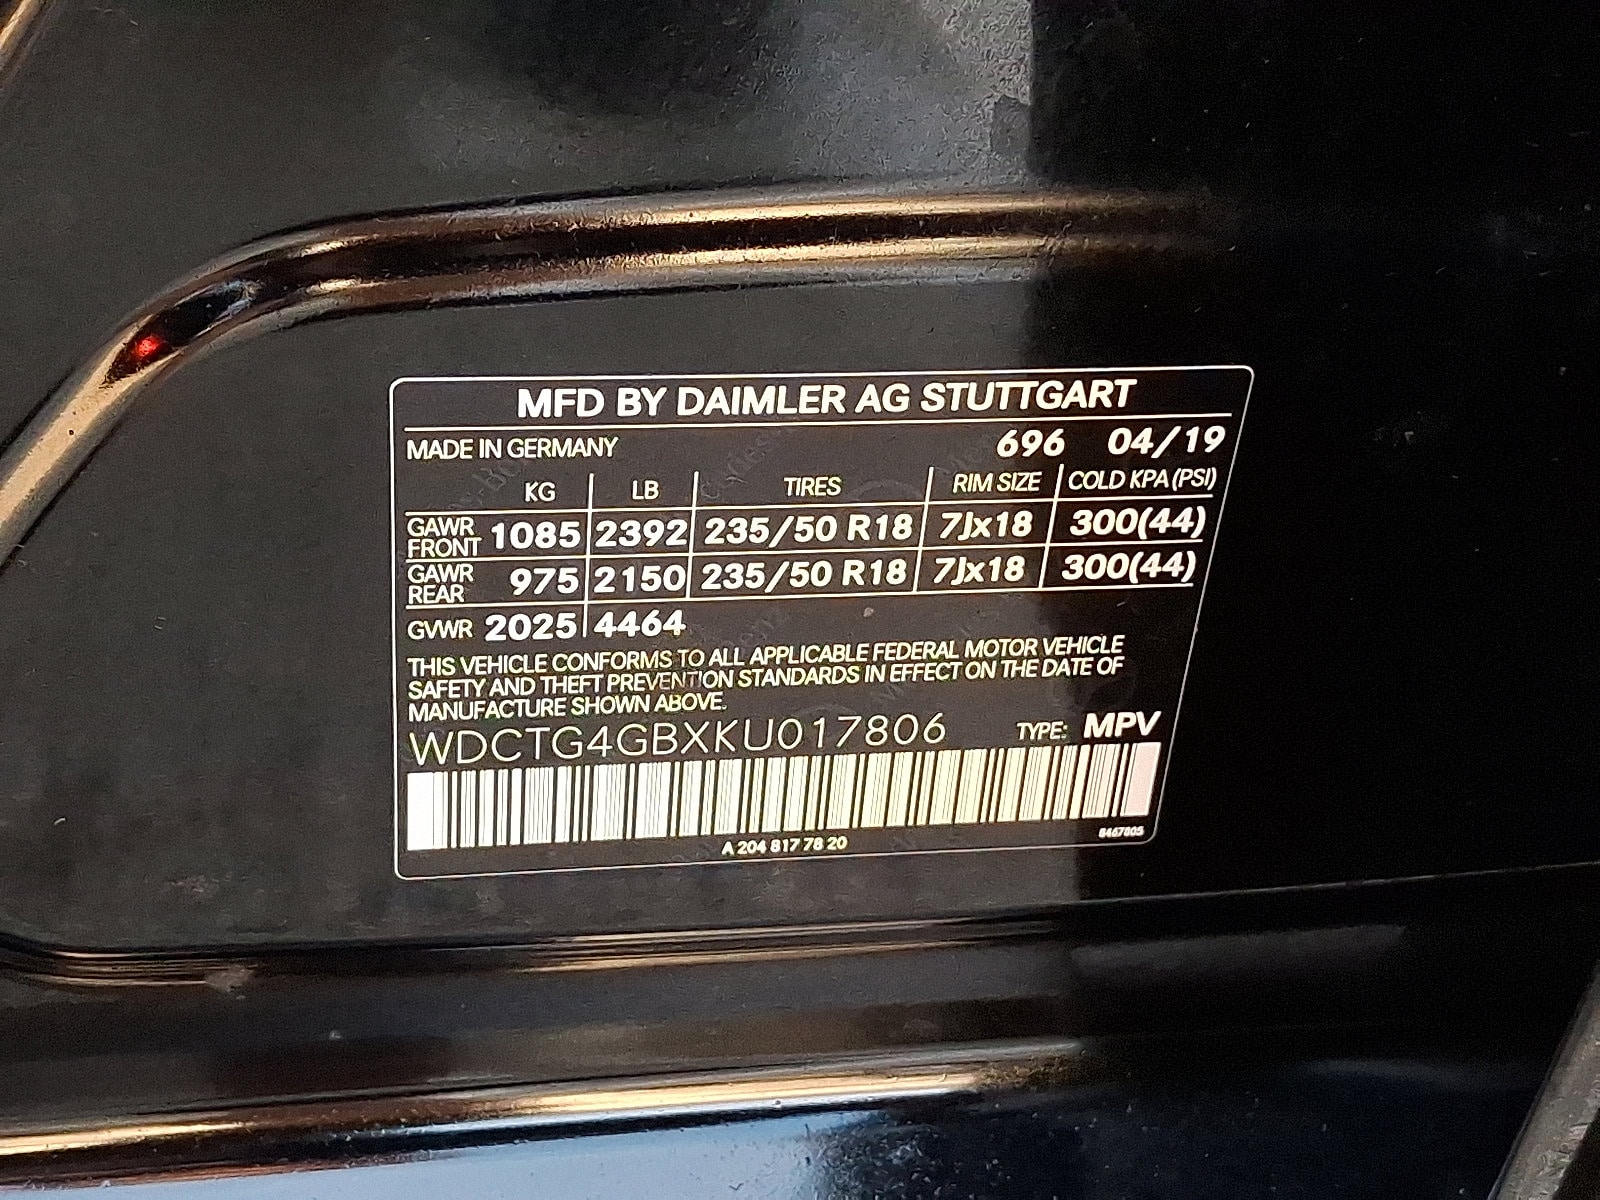 MFD BY DAIMLER AG STUTTGART
MADE IN GERMANY 696 04/19
KG LB TIRES RIM SIZE COLD KPA (PSI)
GAWR FRONT 1085 2392 235/50 R18 7Jx18 300(44)
GAWR REAR 975 2150 235/50 R18 7Jx18 300(44)
GVWR 2025 4464
THIS VEHICLE CONFORMS TO ALL APPLICABLE FEDERAL MOTOR VEHICLE
SAFETY AND THEFT PREVENTION STANDARDS IN EFFECT ON THE DATE OF
MANUFACTURE SHOWN ABOVE.
WDCTG4GBXKU017806 TYPE: MPV
A 204 817 78 20